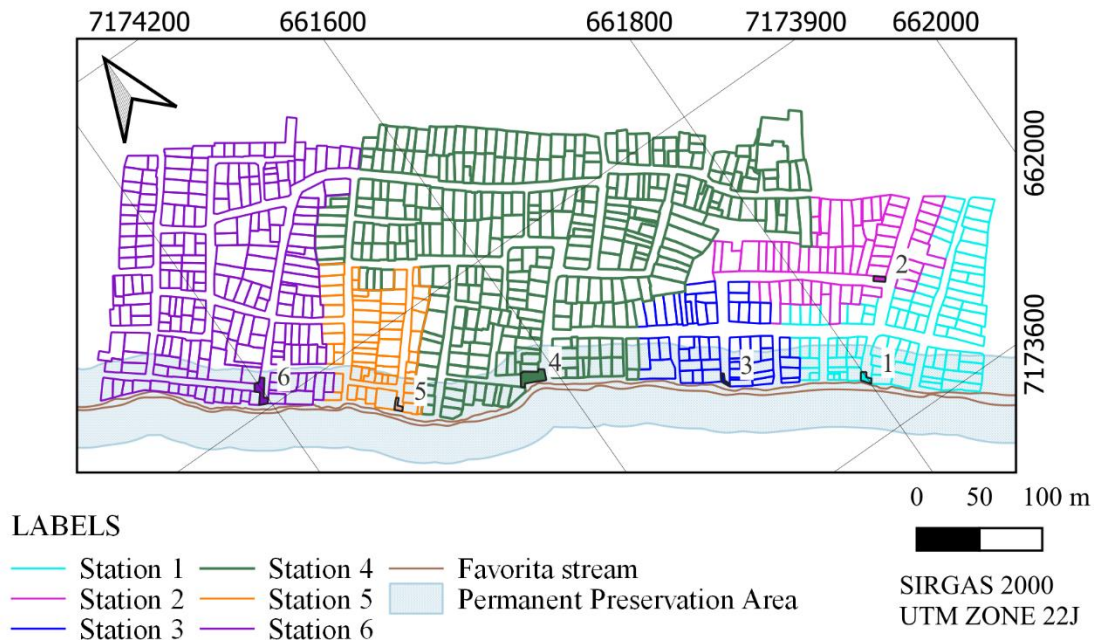 7174200 661600 661800 7173900 662000
662000
7173600
2
4
3
1
6
5
0 50 100 m
LABELS
Station 1 Station 4 Favorita stream
Station 2 Station 5 Permanent Preservation Area
Station 3 Station 6
SIRGAS 2000
UTM ZONE 22J